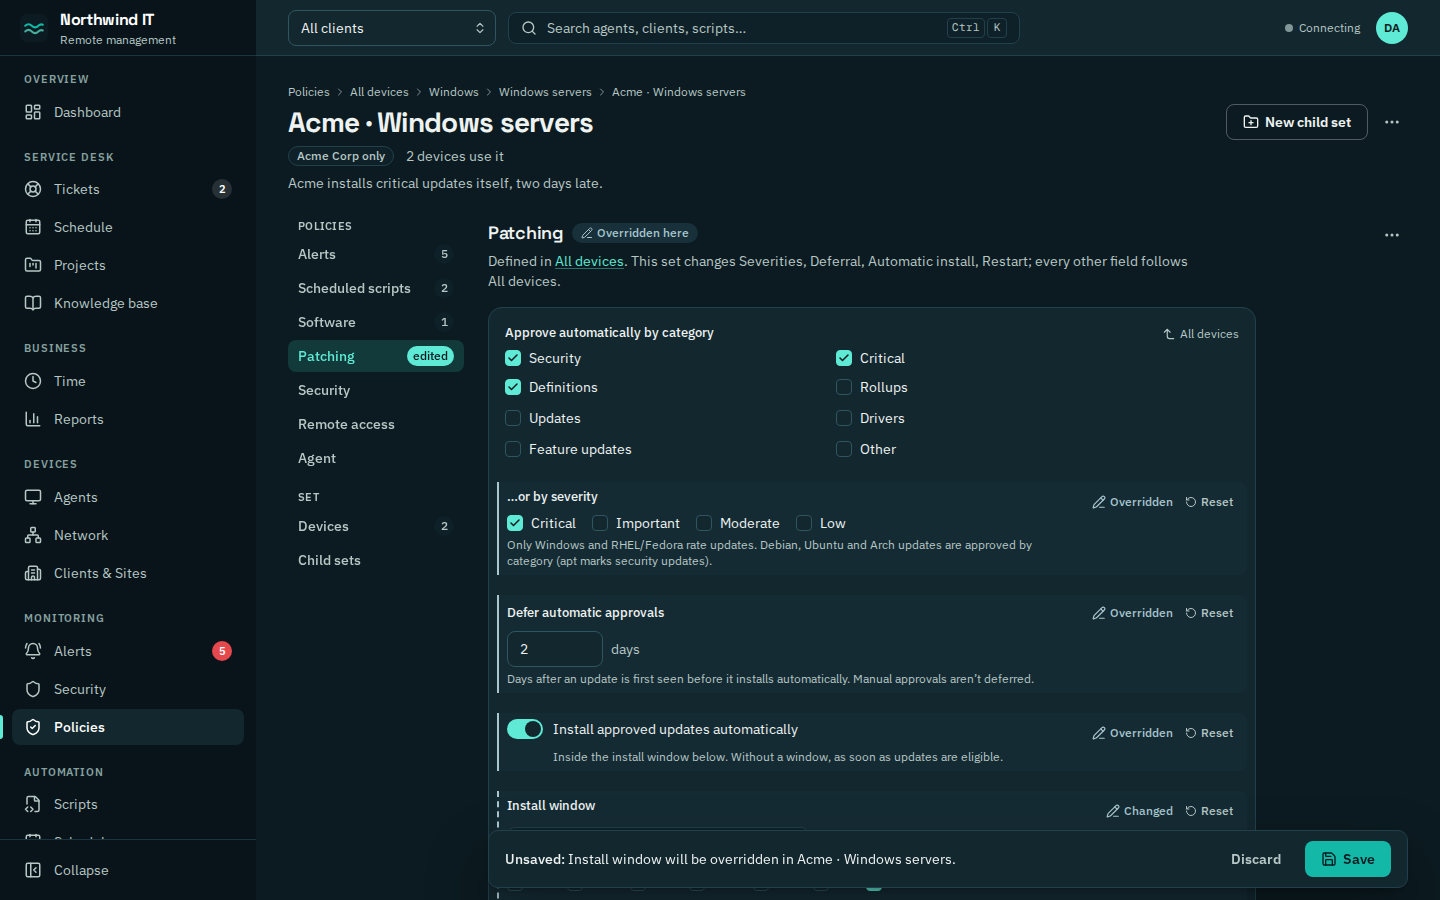 Northwind IT
Remote management
All clients
Search agents, clients, scripts...
Ctrl K
Connecting
DA
OVERVIEW
Dashboard
SERVICE DESK
Tickets 2
Schedule
Projects
Knowledge base
BUSINESS
Time
Reports
DEVICES
Agents
Network
Clients & Sites
MONITORING
Alerts 5
Security
Policies
AUTOMATION
Scripts
Collapse
Policies > All devices > Windows > Windows servers > Acme · Windows servers
Acme · Windows servers
New child set
Acme Corp only 2 devices use it
Acme installs critical updates itself, two days late.
POLICIES
Alerts 5
Scheduled scripts 2
Software 1
Patching edited
Security
Remote access
Agent
SET
Devices 2
Child sets
Patching Overridden here
Defined in All devices. This set changes Severities, Deferral, Automatic install, Restart; every other field follows
All devices.
Approve automatically by category All devices
Security Critical
Definitions Rollups
Updates Drivers
Feature updates Other
...or by severity Overridden Reset
Critical Important Moderate Low
Only Windows and RHEL/Fedora rate updates. Debian, Ubuntu and Arch updates are approved by
category (apt marks security updates).
Defer automatic approvals Overridden Reset
2 days
Days after an update is first seen before it installs automatically. Manual approvals aren't deferred.
Install approved updates automatically Overridden Reset
Inside the install window below. Without a window, as soon as updates are eligible.
Install window Changed Reset
Unsaved: Install window will be overridden in Acme · Windows servers.
Discard Save